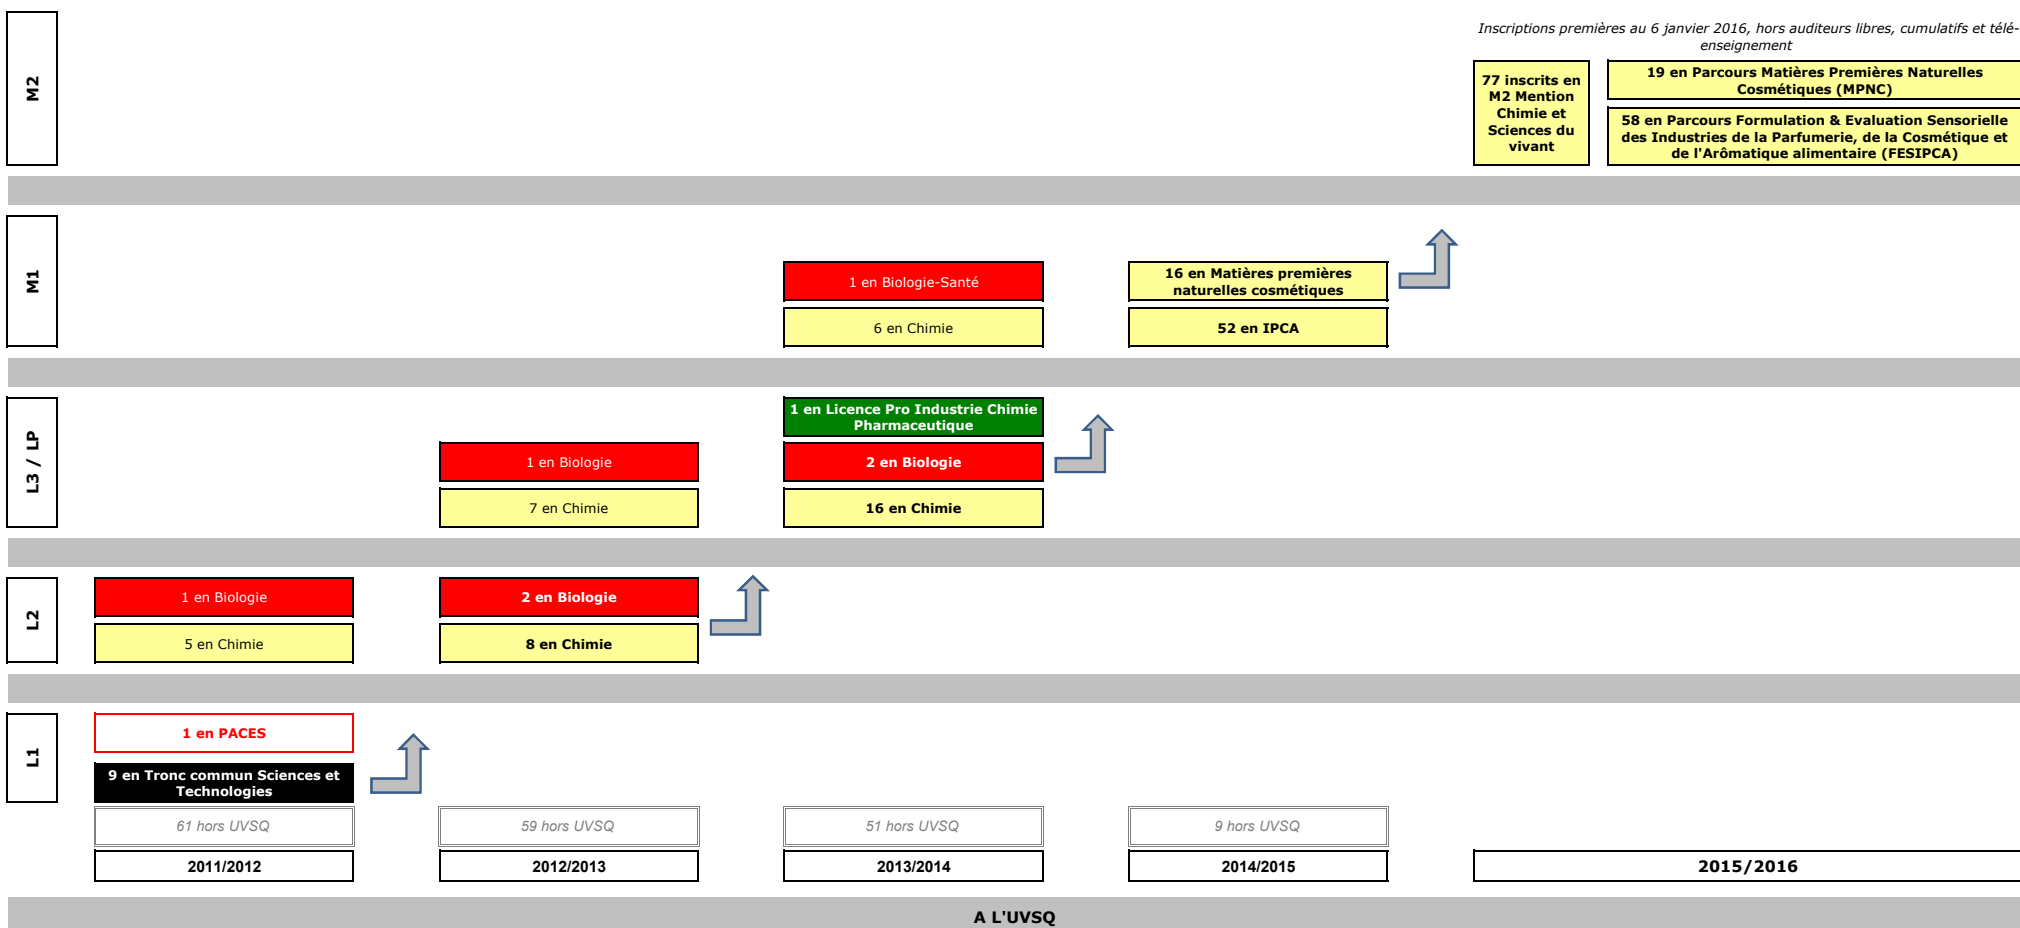 Inscriptions premières au 6 janvier 2016, hors auditeurs libres, cumulatifs et télé-
enseignement
M2
77 inscrits en
M2 Mention
Chimie et
Sciences du
vivant
19 en Parcours Matières Premières Naturelles
Cosmétiques (MPNC)
58 en Parcours Formulation & Evaluation Sensorielle
des Industries de la Parfumerie, de la Cosmétique et
de l'Arômatique alimentaire (FESIPCA)
M1
1 en Biologie-Santé
6 en Chimie
16 en Matières premières
naturelles cosmétiques
52 en IPCA
L3 / LP
1 en Biologie
7 en Chimie
1 en Licence Pro Industrie Chimie
Pharmaceutique
2 en Biologie
16 en Chimie
L2
1 en Biologie
5 en Chimie
2 en Biologie
8 en Chimie
L1
1 en PACES
9 en Tronc commun Sciences et
Technologies
61 hors UVSQ
59 hors UVSQ
51 hors UVSQ
9 hors UVSQ
2011/2012
2012/2013
2013/2014
2014/2015
2015/2016
A L'UVSQ